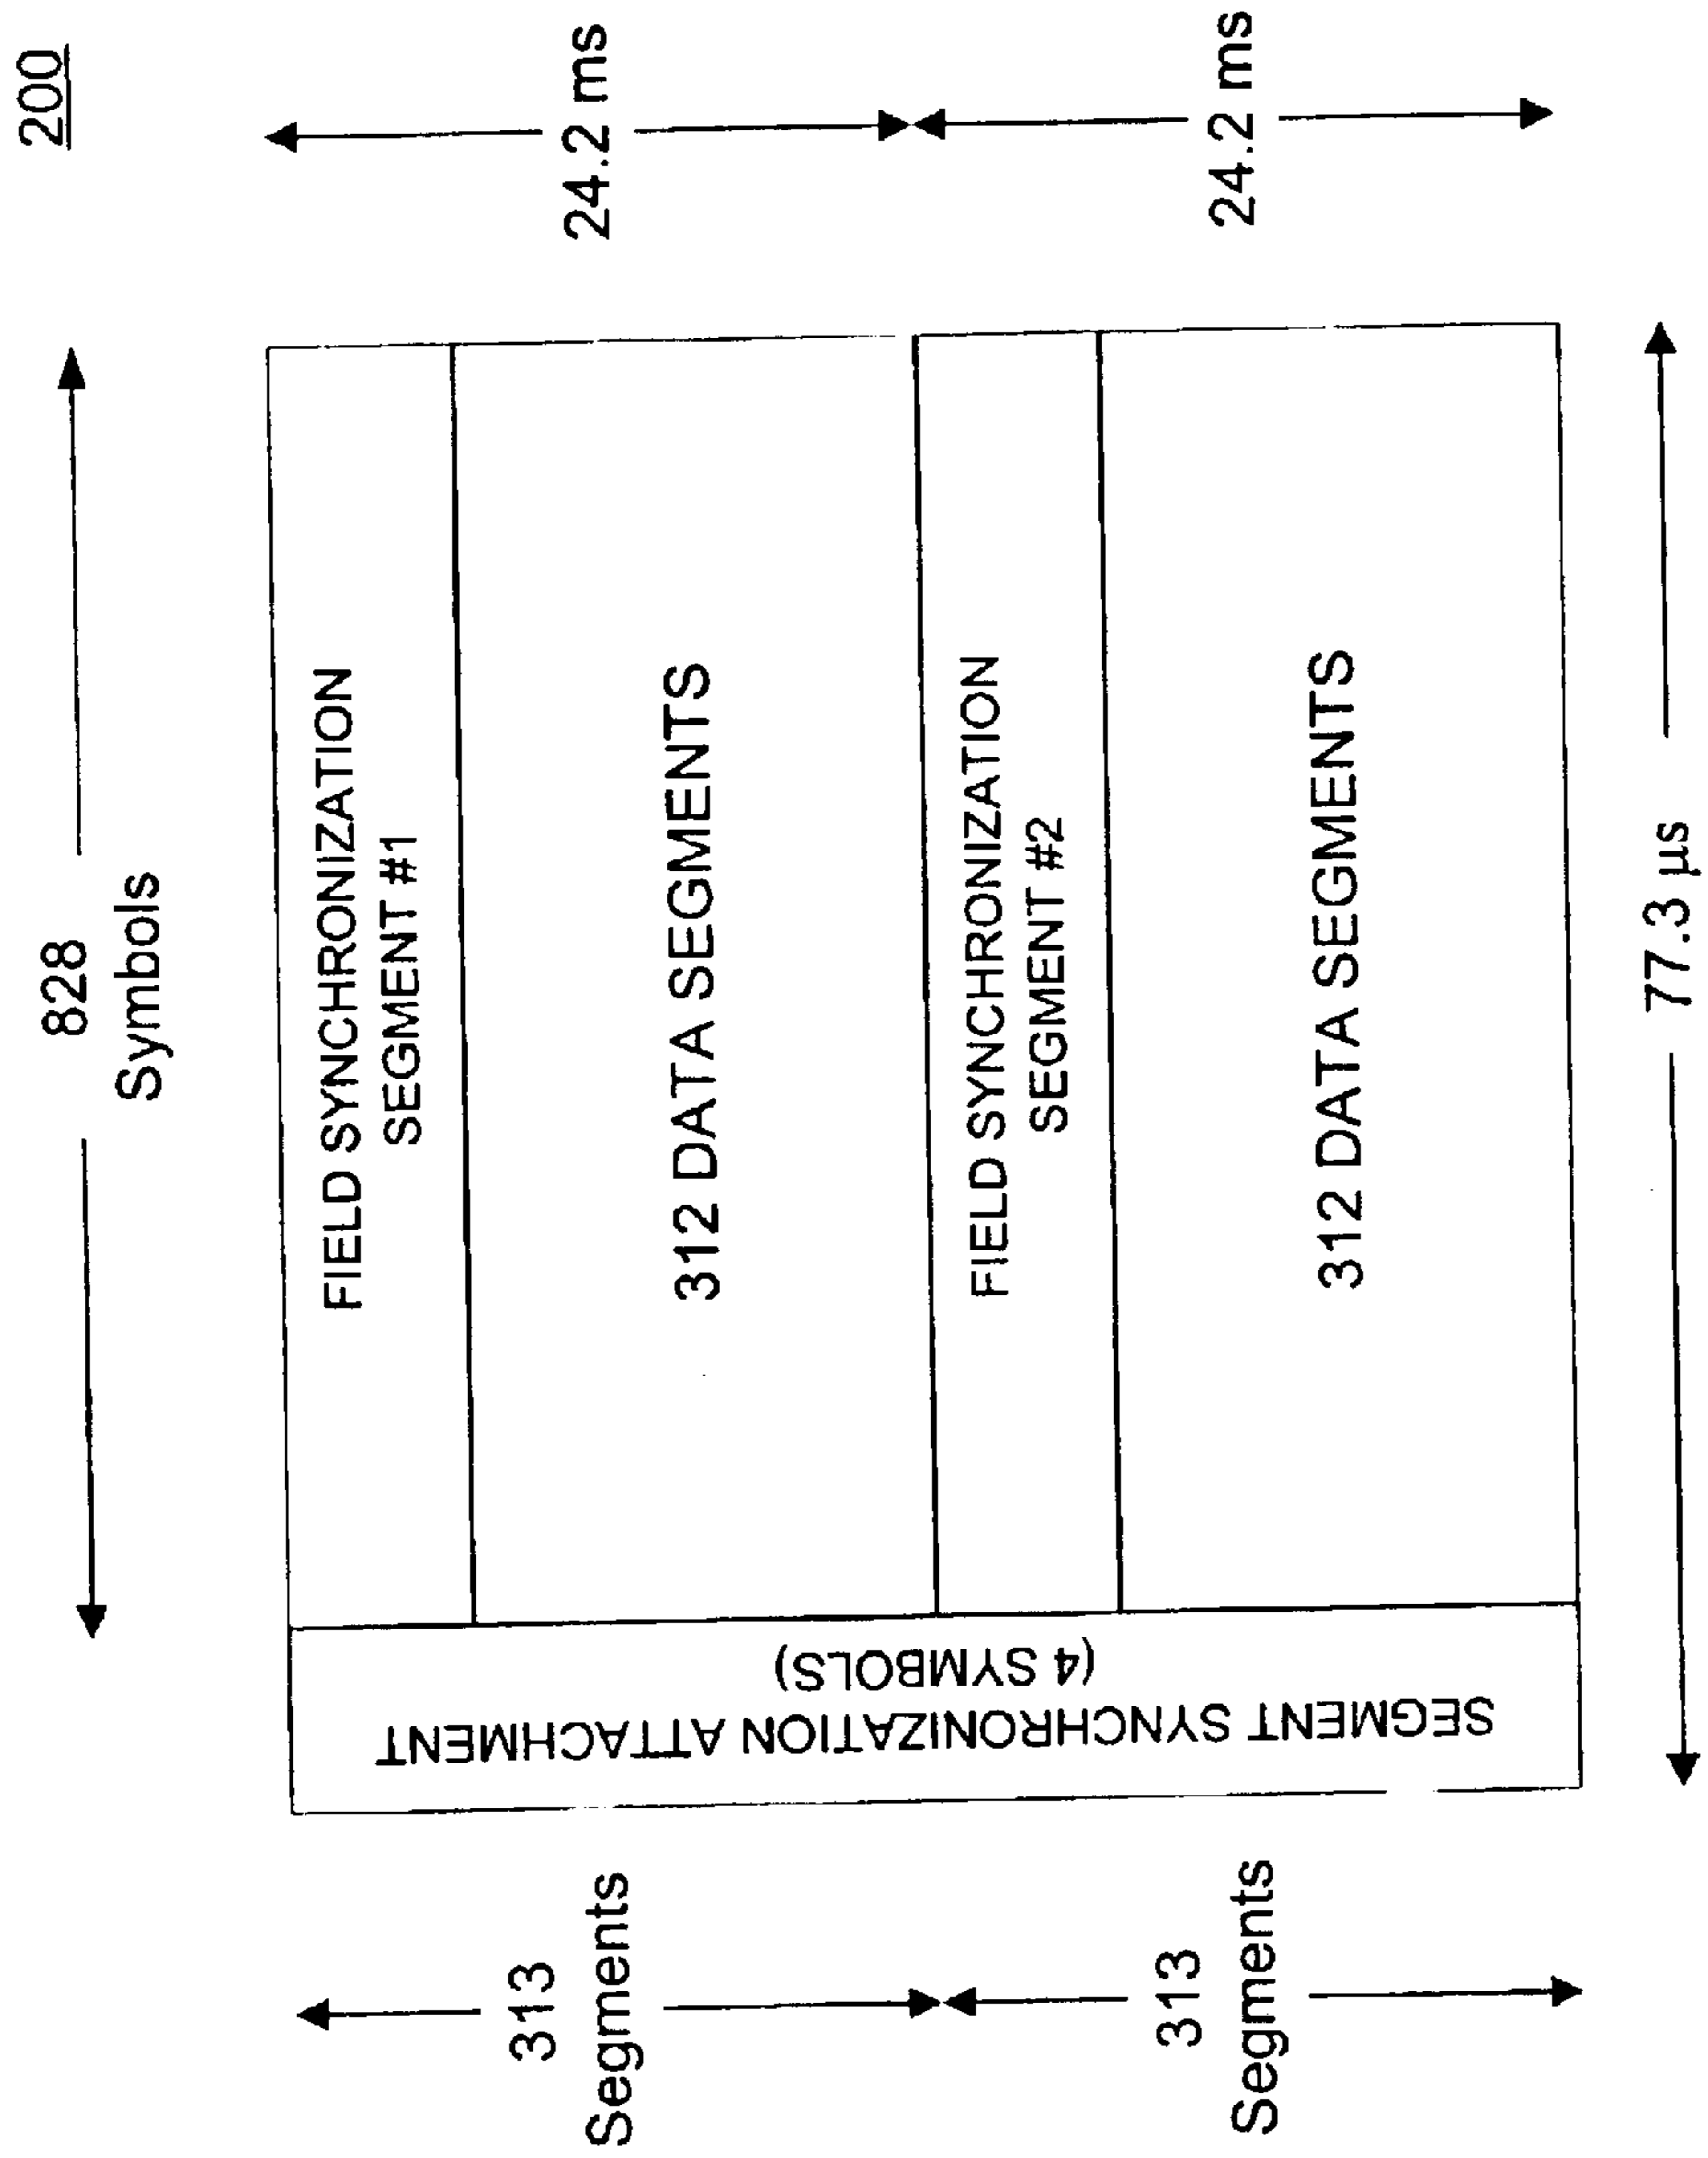 200
828
Symbols
313
Segments
313
Segments
SEGMENT SYNCHRONIZATION ATTACHMENT
(4 SYMBOLS)
FIELD SYNCHRONIZATION
SEGMENT #1
312 DATA SEGMENTS
FIELD SYNCHRONIZATION
SEGMENT #2
312 DATA SEGMENTS
24.2 ms
24.2 ms
77.3 µs